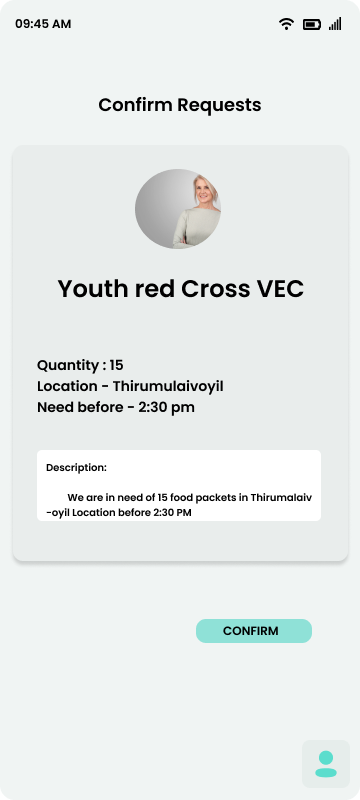 09:45 AM
Confirm Requests
Youth red Cross VEC
Quantity : 15
Location - Thirumulaivoyil
Need before - 2:30 pm
Description:
We are in need of 15 food packets in Thirumalaiv
-oyil Location before 2:30 PM
CONFIRM